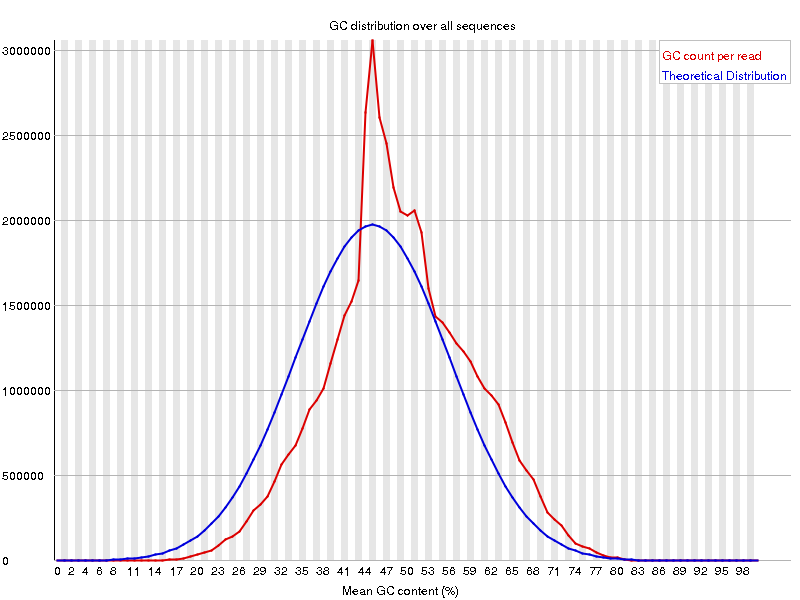 GC distribution over all sequences
GC count per read
Theoretical Distribution
3000000
2500000
2000000
1500000
1000000
500000
0
0 2 4 6 8 11 14 17 20 23 26 29 32 35 38 41 44 47 50 53 56 59 62 65 68 71 74 77 80 83 86 89 92 95 98
Mean GC content (%)